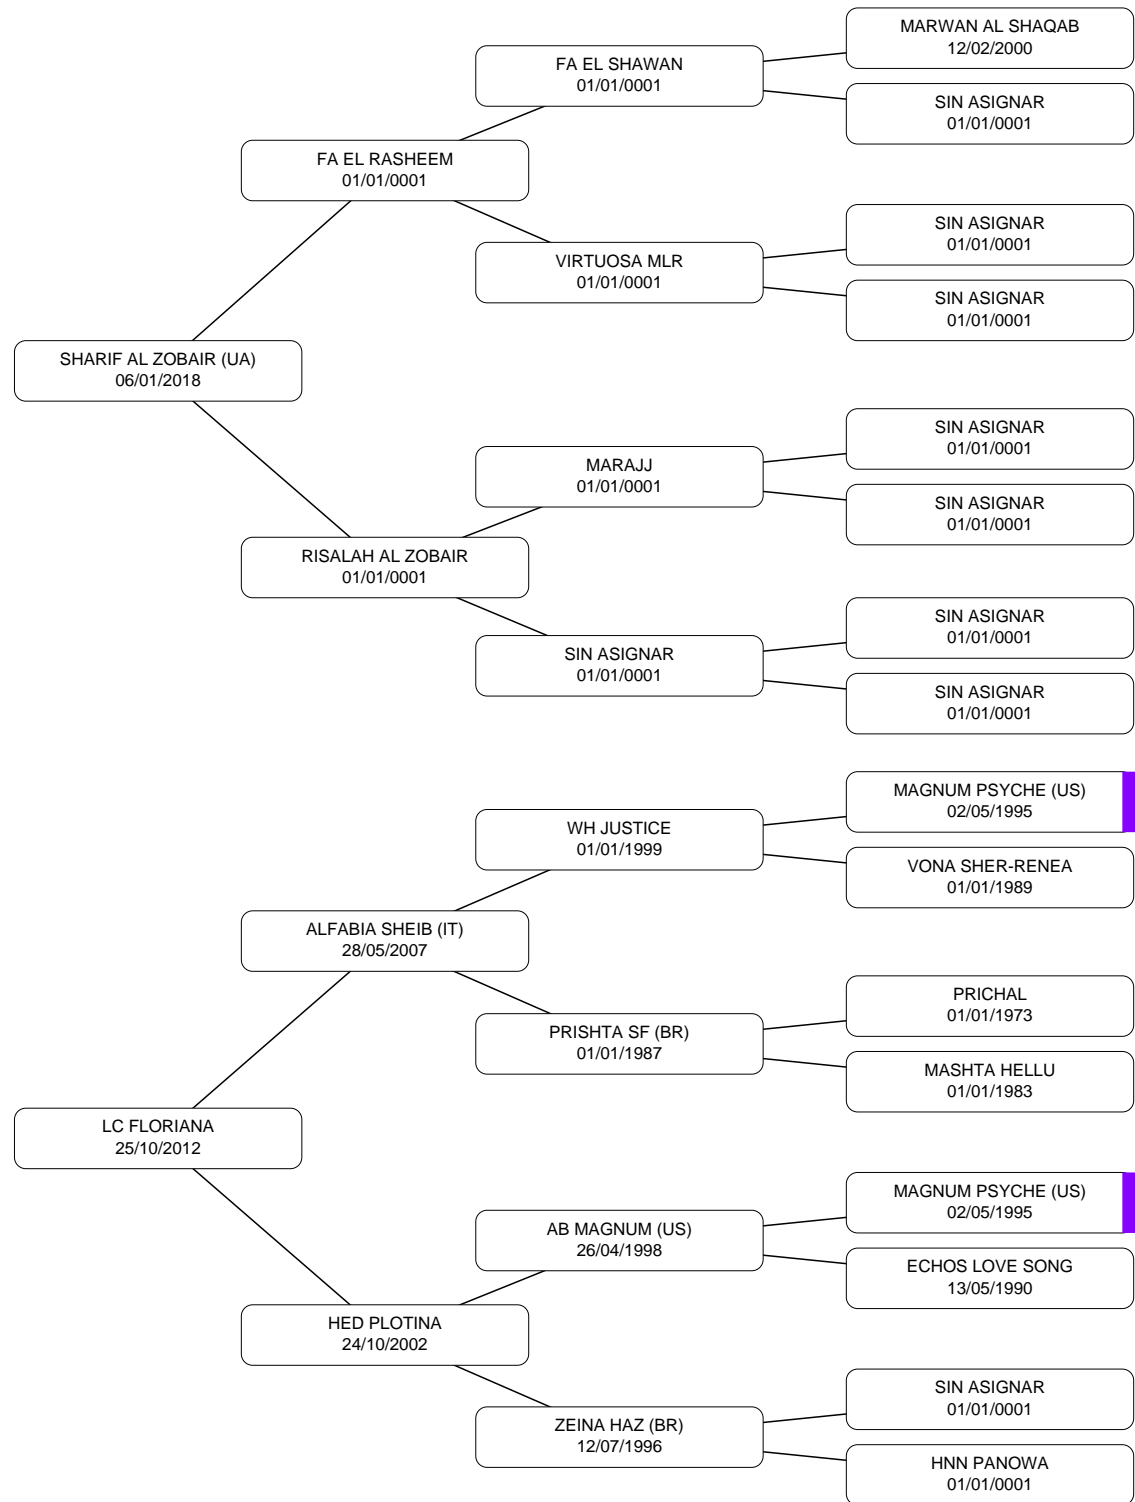 MARWAN AL SHAQAB
12/02/2000
FA EL SHAWAN
01/01/0001
SIN ASIGNAR
01/01/0001
FA EL RASHEEM
01/01/0001
SIN ASIGNAR
01/01/0001
VIRTUOSA MLR
01/01/0001
SIN ASIGNAR
01/01/0001
SHARIF AL ZOBAIR (UA)
06/01/2018
SIN ASIGNAR
01/01/0001
MARAJJ
01/01/0001
SIN ASIGNAR
01/01/0001
RISALAH AL ZOBAIR
01/01/0001
SIN ASIGNAR
01/01/0001
SIN ASIGNAR
01/01/0001
SIN ASIGNAR
01/01/0001
MAGNUM PSYCHE (US)
02/05/1995
WH JUSTICE
01/01/1999
VONA SHER-RENEA
01/01/1989
ALFABIA SHEIB (IT)
28/05/2007
PRICHAL
01/01/1973
PRISHTA SF (BR)
01/01/1987
MASHTA HELLU
01/01/1983
LC FLORIANA
25/10/2012
MAGNUM PSYCHE (US)
02/05/1995
AB MAGNUM (US)
26/04/1998
ECHOS LOVE SONG
13/05/1990
HED PLOTINA
24/10/2002
SIN ASIGNAR
01/01/0001
ZEINA HAZ (BR)
12/07/1996
HNN PANOWA
01/01/0001